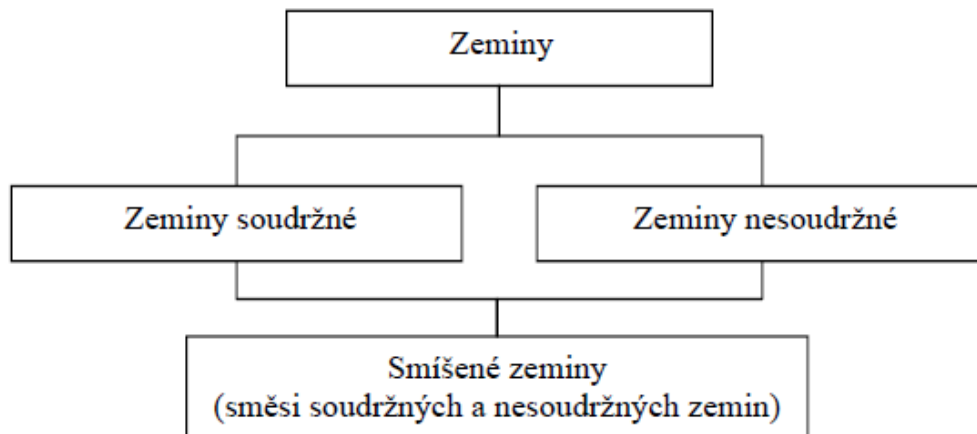 Zeminy
Zeminy soudržné
Zeminy nesoudržné
Smíšené zeminy
(směsi soudržných a nesoudržných zemin)